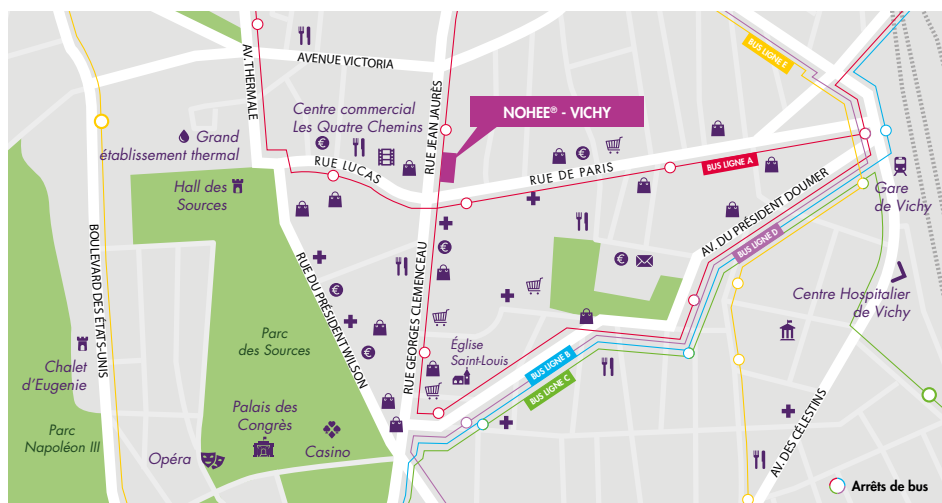 AVENUE VICTORIA
AV. THERMALE
Centre commercial
Les Quatre Chemins
RUE JEAN JAURÈS
NOHEE® - VICHY
BUS LIGNE E
Grand
établissement thermal
RUE LUCAS
RUE DE PARIS
BUS LIGNE A
Hall des
Sources
Gare
de Vichy
AV. DU PRÉSIDENT DOUMER
BUS LIGNE D
BOULEVARD DES ÉTATS-UNIS
RUE DU PRÉSIDENT WILSON
RUE GEORGES CLEMENCEAU
Centre Hospitalier
de Vichy
Parc
des Sources
Chalet
d'Eugenie
Église
Saint-Louis
BUS LIGNE B
BUS LIGNE C
Palais des
Congrès
Parc
Napoléon III
Opéra
Casino
AV. DES CÉLESTINS
Arrêts de bus